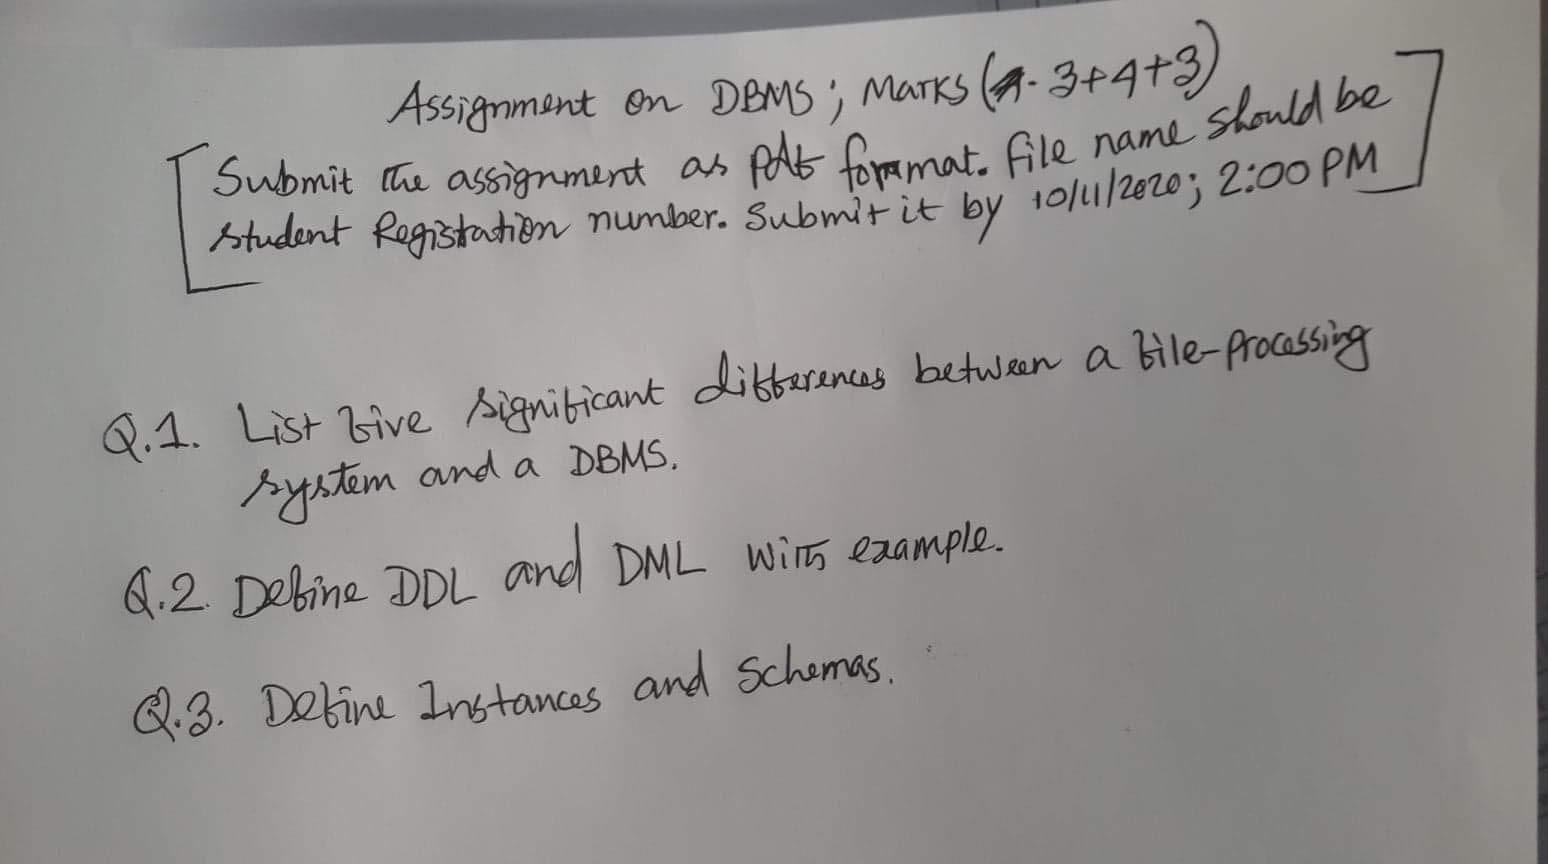 Assignment on DBMS; Marks (3+4+3)
[Submit the assignment as pdf format. File name should be
student Registation number. Submit it by 10/11/2020; 2:00 PM]
Q.1. List five significant differences between a file-processing
system and a DBMS.
Q.2. Define DDL and DML with example.
Q.3. Define Instances and Schemas.